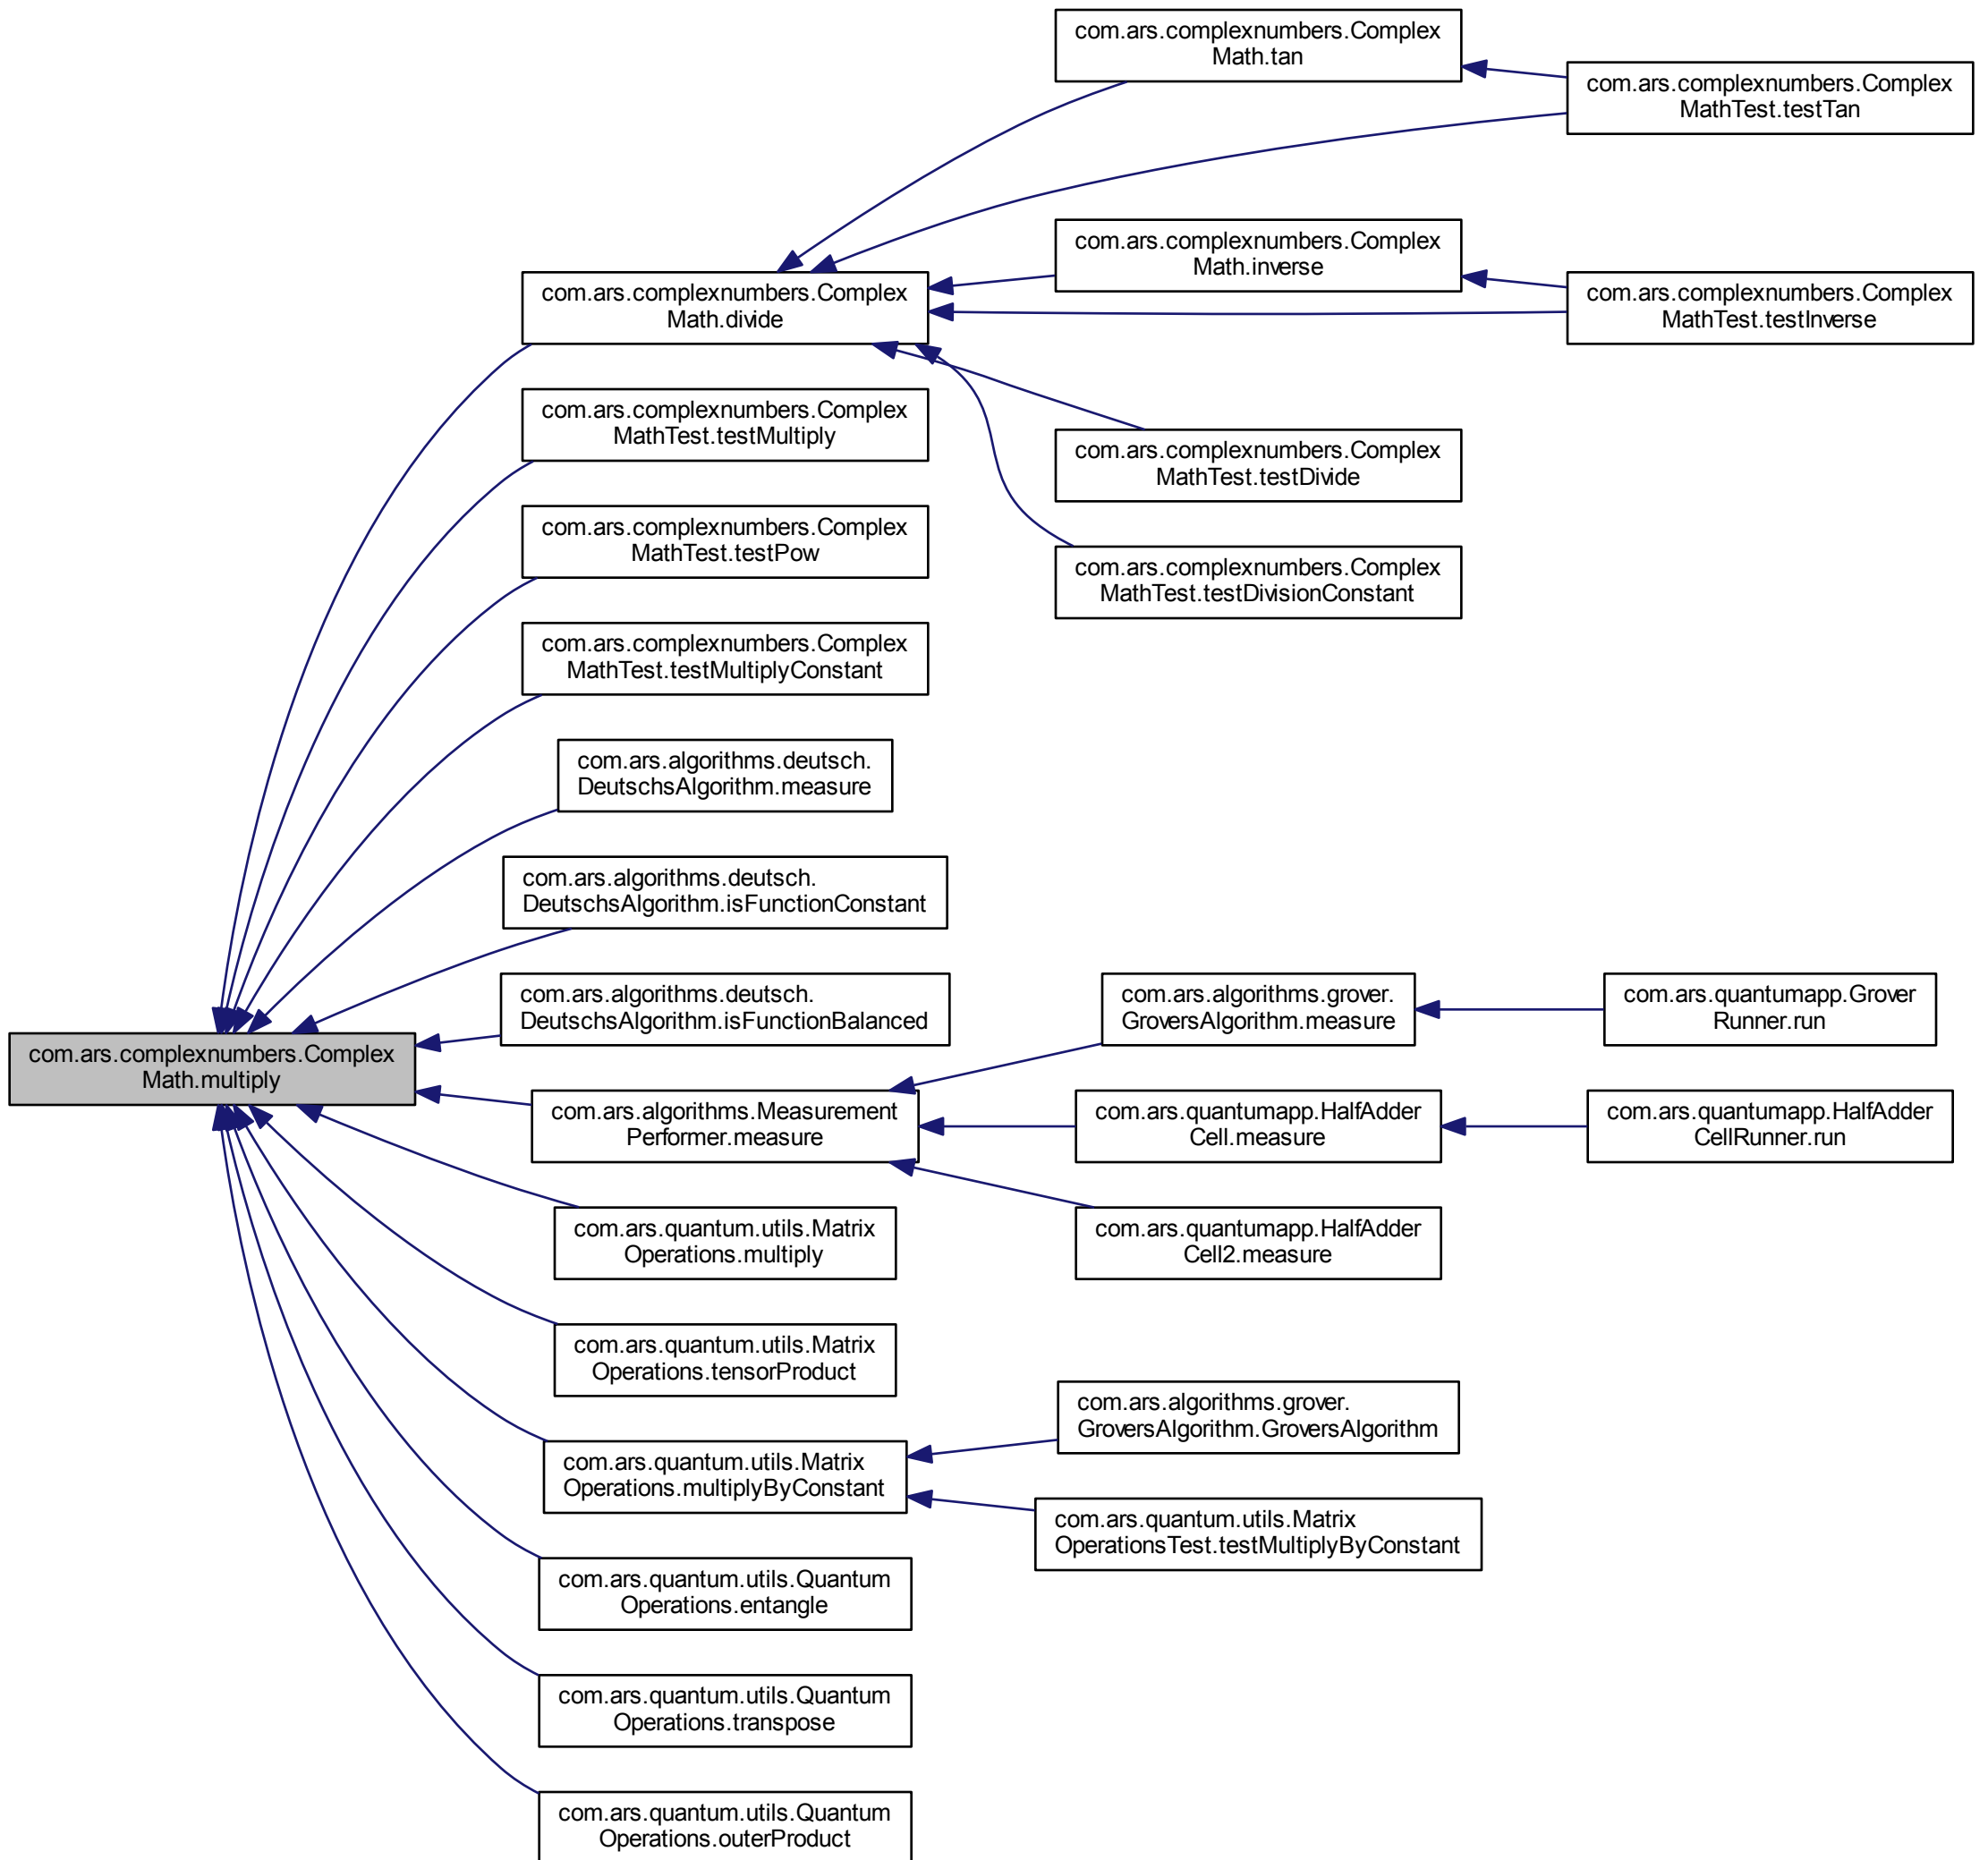 com.ars.complexnumbers.Complex
Math.tan
com.ars.complexnumbers.Complex
MathTest.testTan
com.ars.complexnumbers.Complex
Math.inverse
com.ars.complexnumbers.Complex
MathTest.testInverse
com.ars.complexnumbers.Complex
Math.divide
com.ars.complexnumbers.Complex
MathTest.testMultiply
com.ars.complexnumbers.Complex
MathTest.testDivide
com.ars.complexnumbers.Complex
MathTest.testPow
com.ars.complexnumbers.Complex
MathTest.testDivisionConstant
com.ars.complexnumbers.Complex
MathTest.testMultiplyConstant
com.ars.algorithms.deutsch.
DeutschsAlgorithm.measure
com.ars.algorithms.deutsch.
DeutschsAlgorithm.isFunctionConstant
com.ars.algorithms.deutsch.
DeutschsAlgorithm.isFunctionBalanced
com.ars.algorithms.grover.
GroversAlgorithm.measure
com.ars.quantumapp.Grover
Runner.run
com.ars.complexnumbers.Complex
Math.multiply
com.ars.algorithms.Measurement
Performer.measure
com.ars.quantumapp.HalfAdder
Cell.measure
com.ars.quantumapp.HalfAdder
CellRunner.run
com.ars.quantum.utils.Matrix
Operations.multiply
com.ars.quantumapp.HalfAdder
Cell2.measure
com.ars.quantum.utils.Matrix
Operations.tensorProduct
com.ars.algorithms.grover.
GroversAlgorithm.GroversAlgorithm
com.ars.quantum.utils.Matrix
Operations.multiplyByConstant
com.ars.quantum.utils.Matrix
OperationsTest.testMultiplyByConstant
com.ars.quantum.utils.Quantum
Operations.entangle
com.ars.quantum.utils.Quantum
Operations.transpose
com.ars.quantum.utils.Quantum
Operations.outerProduct